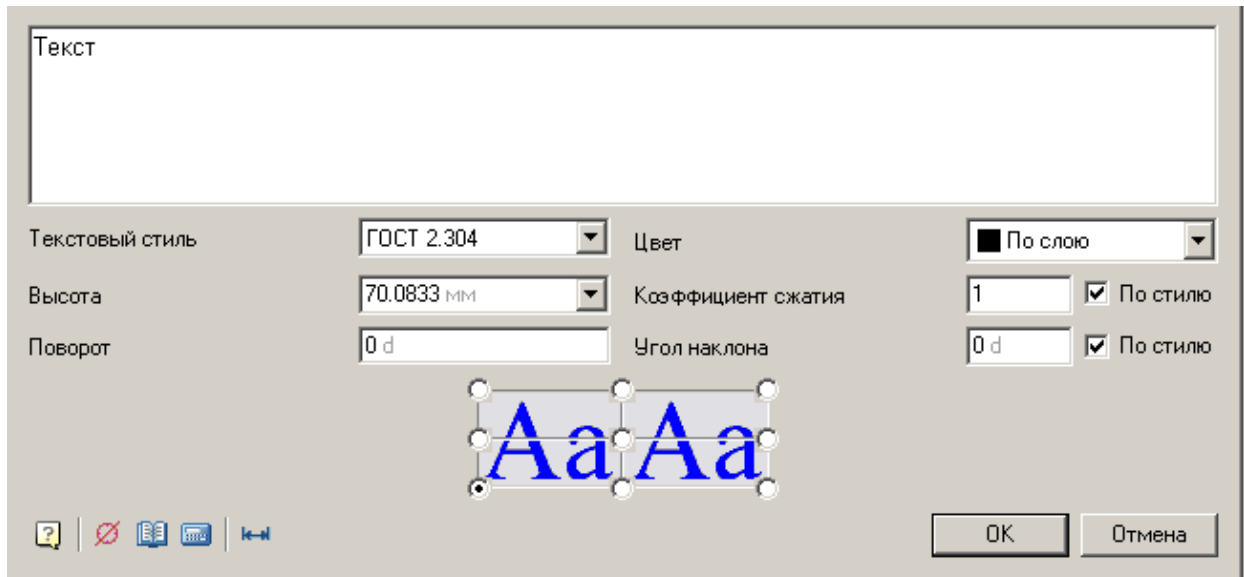 Текст
Текстовый стиль ГОСТ 2.304 Цвет По слою
Высота 70.0833 мм Коэффициент сжатия 1 По стилю
Поворот 0 d Угол наклона 0 d По стилю
Aa Aa
? OK Отмена